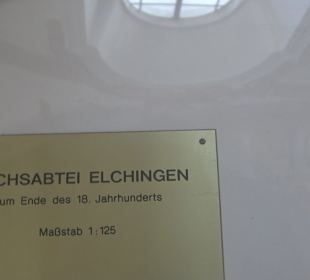 CHSABTEI ELCHINGEN
um Ende des 18. Jahrhunderts
Maßstab 1:125